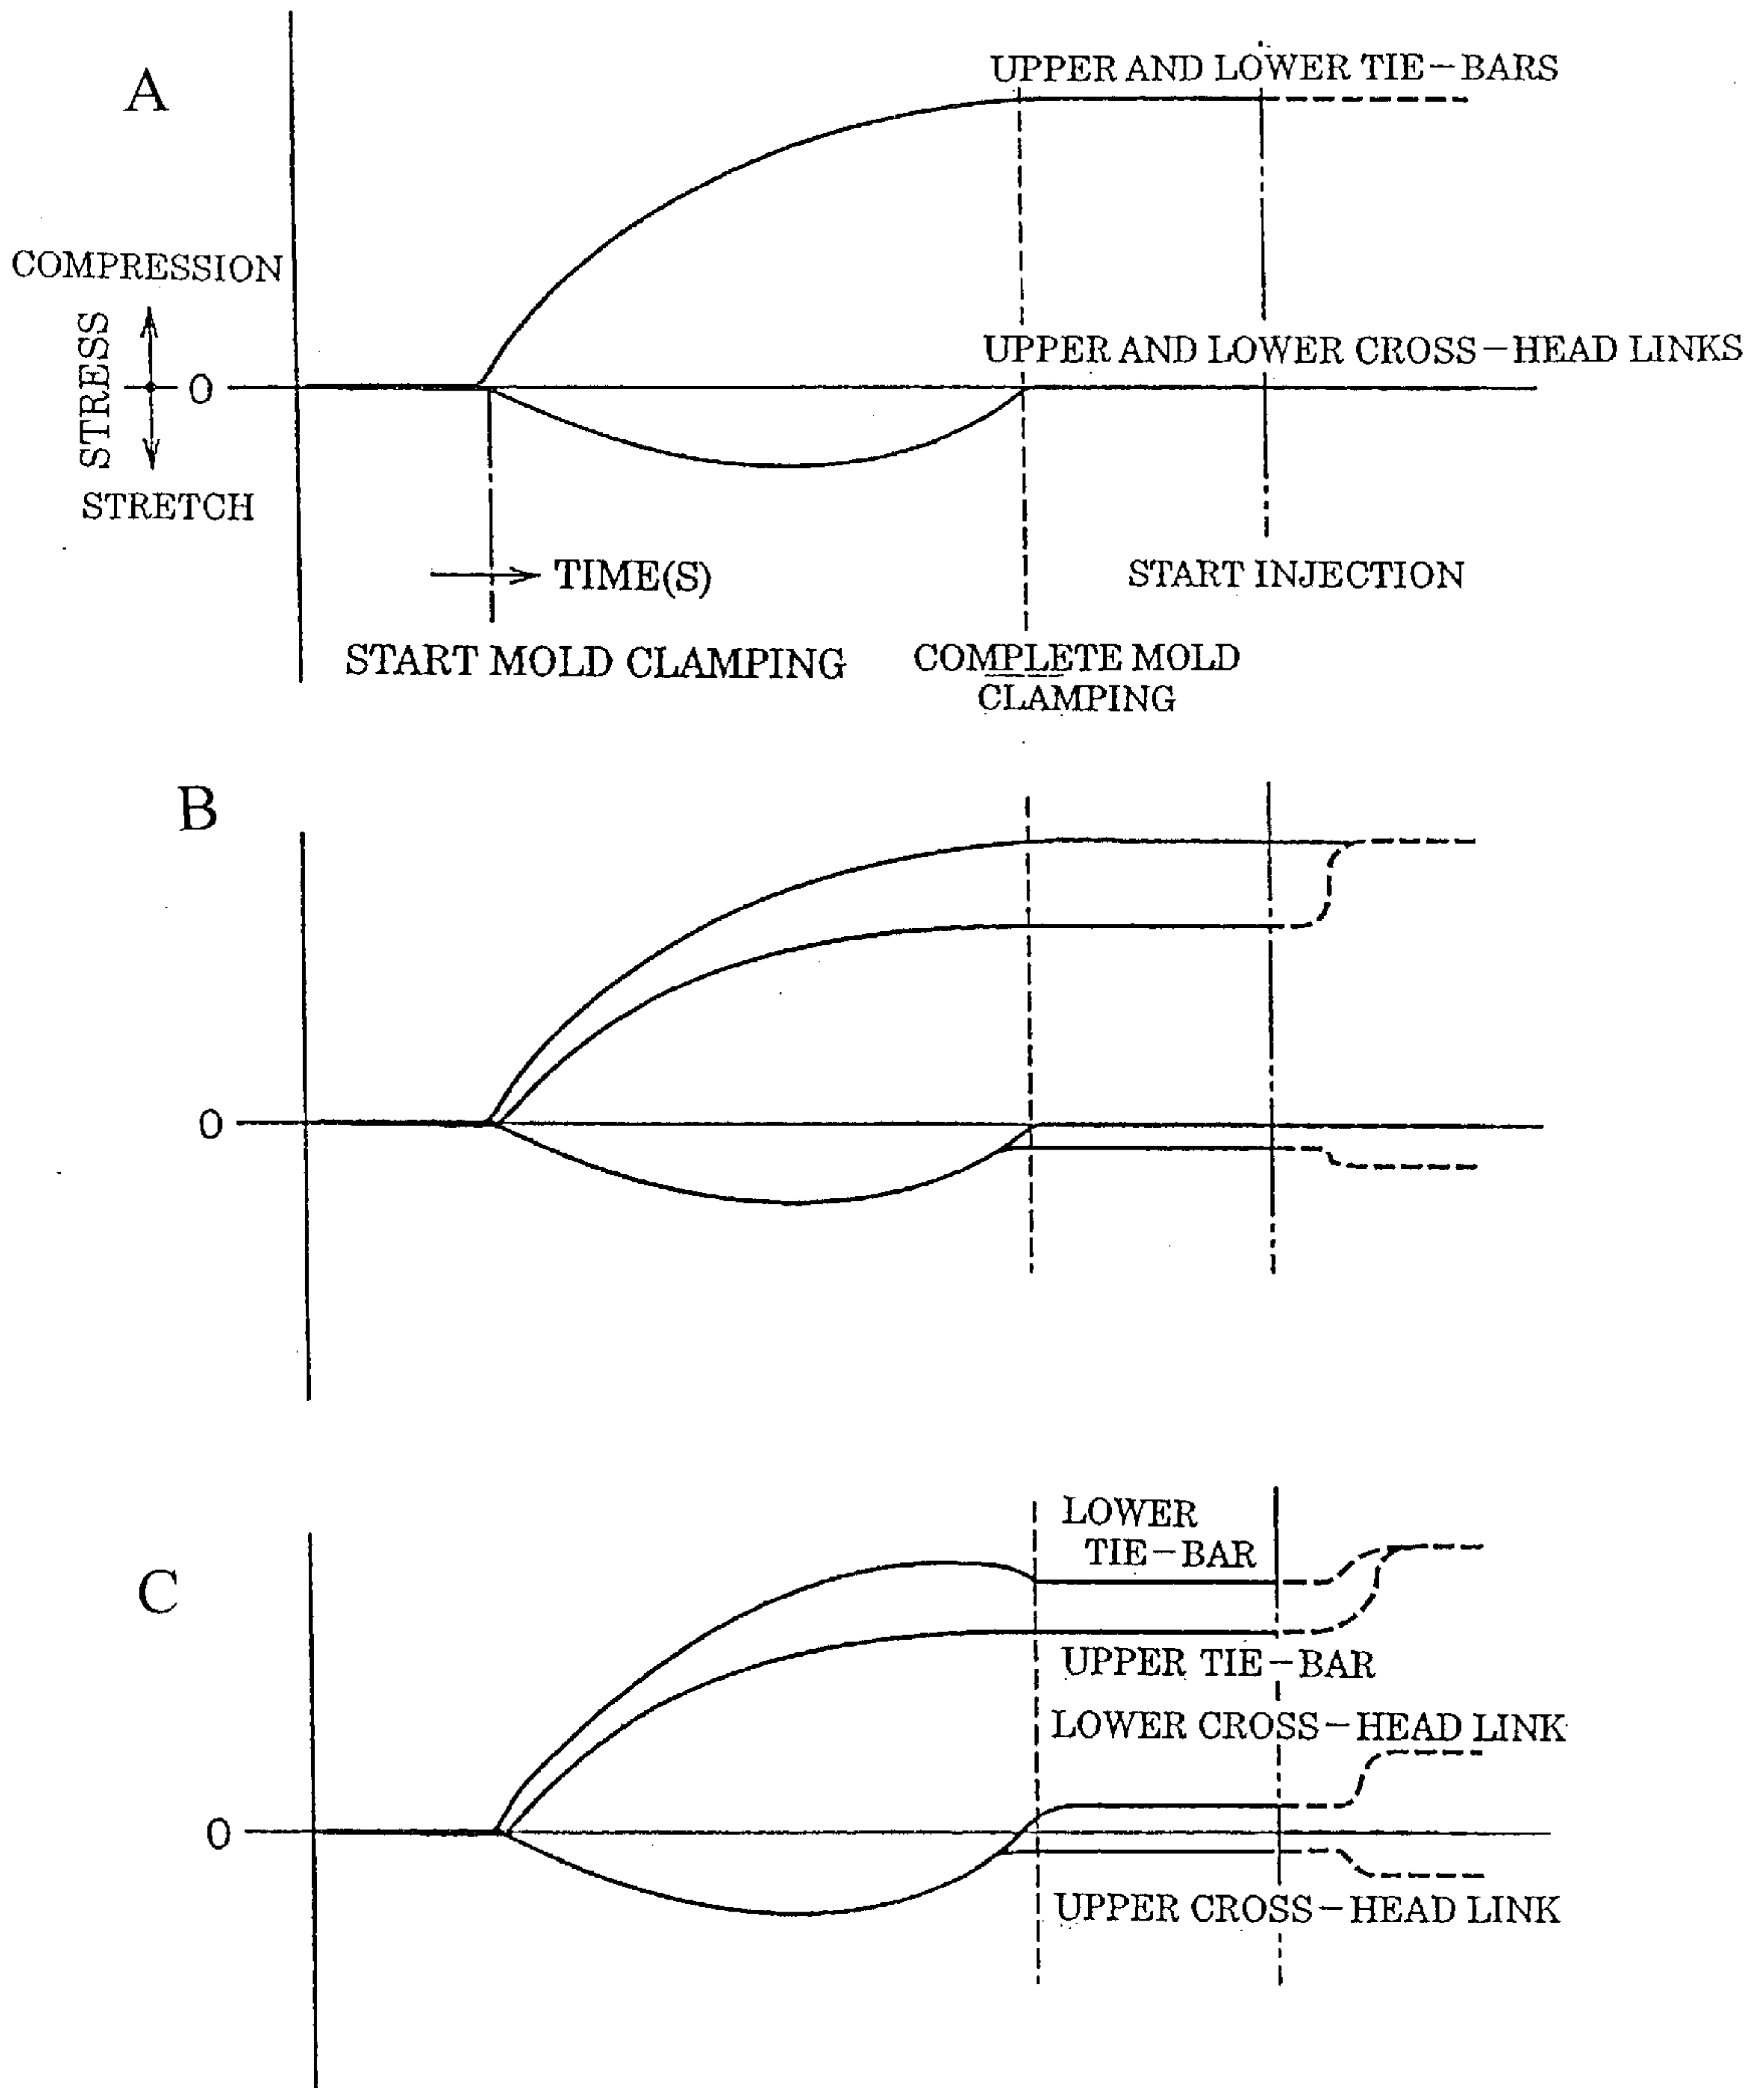 A
UPPER AND LOWER TIE-BARS
COMPRESSION
STRESS
0
STRETCH
UPPER AND LOWER CROSS-HEAD LINKS
TIME(S)
START INJECTION
START MOLD CLAMPING
COMPLETE MOLD
CLAMPING
B
0
C
LOWER
TIE-BAR
UPPER TIE-BAR
LOWER CROSS-HEAD LINK
0
UPPER CROSS-HEAD LINK